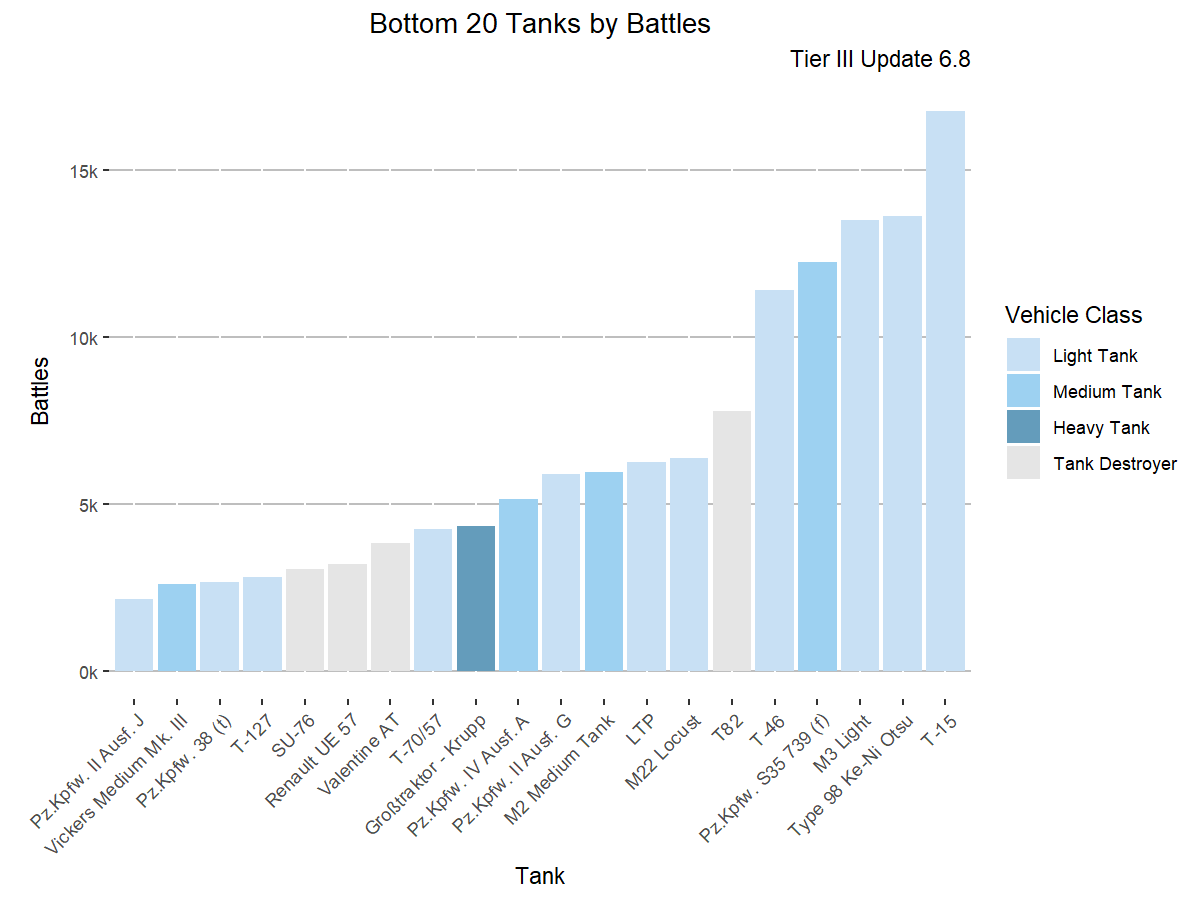 Bottom 20 Tanks by Battles
Tier III Update 6.8
Battles
15k
10k
5k
0k
Pz.Kpfw. II Ausf. J
Vickers Medium Mk. III
Pz.Kpfw. 38 (t)
T-127
SU-76
Renault UE 57
Valentine AT
T-70/57
Großtraktor - Krupp
Pz.Kpfw. IV Ausf. A
Pz.Kpfw. II Ausf. G
M2 Medium Tank
LTP
M22 Locust
T82
T-46
Pz.Kpfw. S35 739 (f)
M3 Light
Type 98 Ke-Ni Otsu
T-15
Tank
Vehicle Class
Light Tank
Medium Tank
Heavy Tank
Tank Destroyer